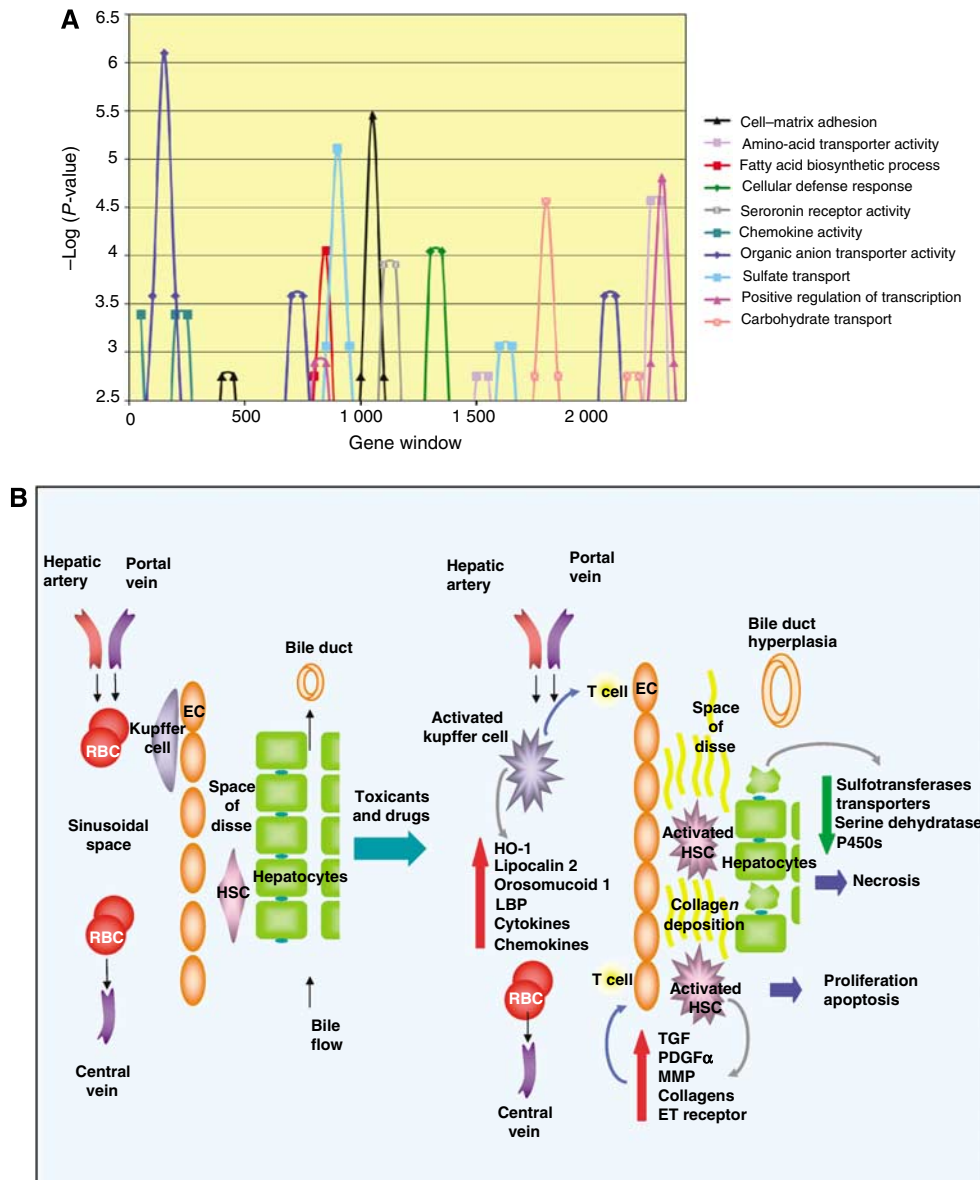 A
6.5
6
5.5
5
4.5
4
3.5
3
2.5
–Log (P-value)
0
500
1 000
1 500
2 000
Gene window
Cell–matrix adhesion
Amino-acid transporter activity
Fatty acid biosynthetic process
Cellular defense response
Seroronin receptor activity
Chemokine activity
Organic anion transporter activity
Sulfate transport
Positive regulation of transcription
Carbohydrate transport
B
Hepatic
artery
Portal
vein
RBC
Kupffer
cell
EC
Bile duct
Sinusoidal
space
Space
of
disse
HSC
Hepatocytes
RBC
Central
vein
Bile
flow
Toxicants
and drugs
Hepatic
artery
Portal
vein
Activated
kupffer cell
T cell
EC
Space
of
disse
Bile duct
hyperplasia
HO-1
Lipocalin 2
Orosomucoid 1
LBP
Cytokines
Chemokines
Activated
HSC
Hepatocytes
Sulfotransferases
transporters
Serine dehydratase
P450s
Necrosis
Collagen
deposition
RBC
T cell
Activated
HSC
Proliferation
apoptosis
Central
vein
TGF
PDGFα
MMP
Collagens
ET receptor